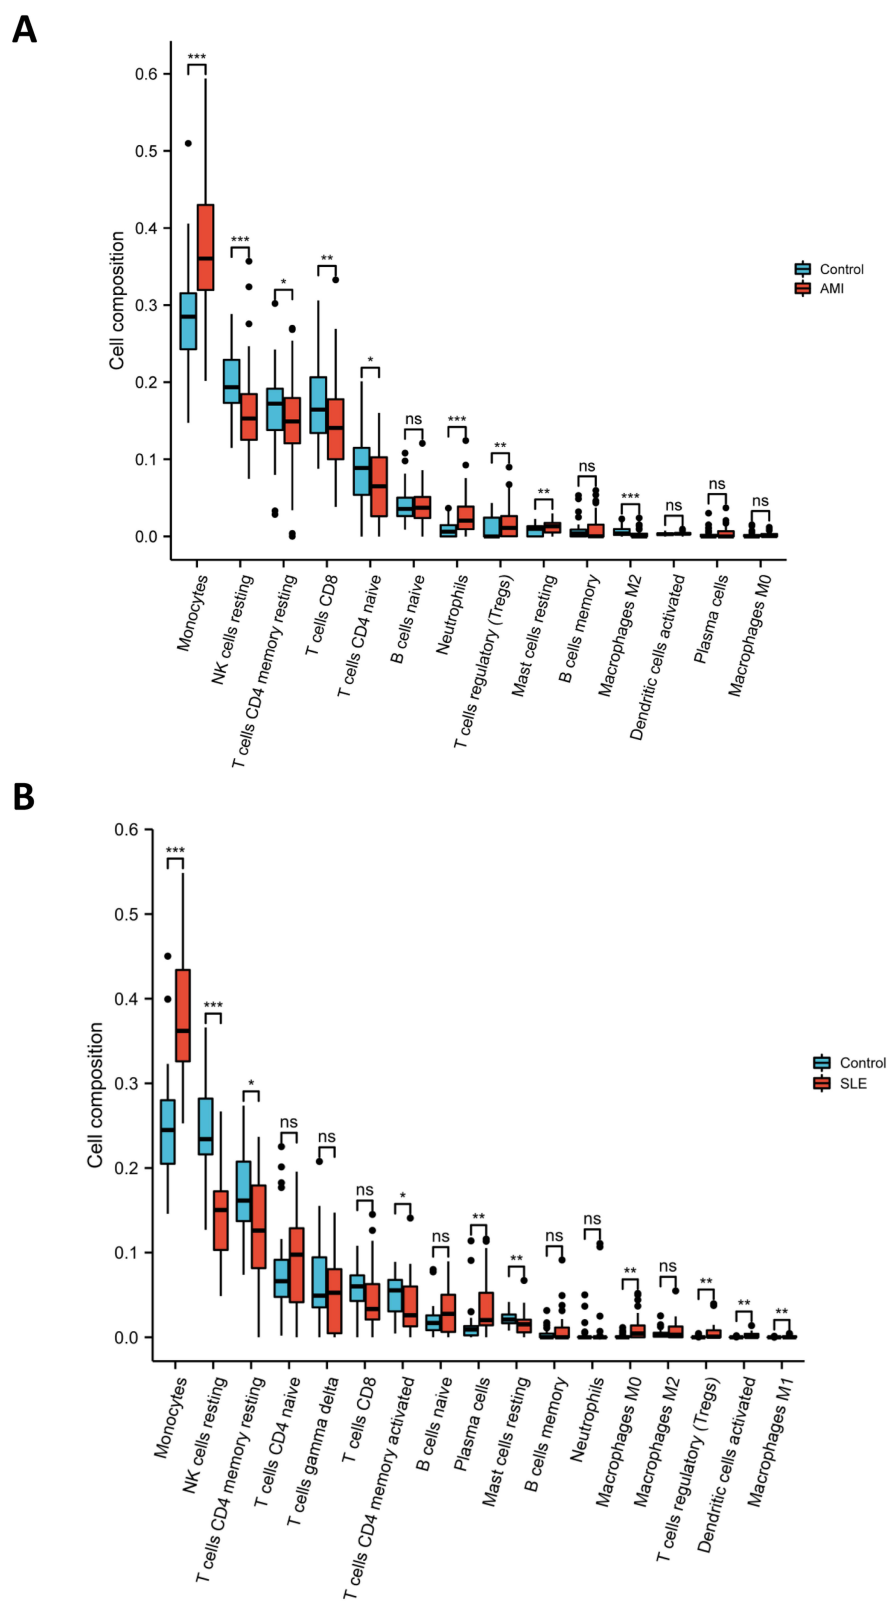 A
***
0.6
0.5
0.4
0.3
0.2
0.1
0.0
Cell composition
***
*
**
*
ns
***
**
**
ns
***
ns
ns
ns
Control
AMI
Monocytes
NK cells resting
T cells CD4 memory resting
T cells CD8
T cells CD4 naive
B cells naive
Neutrophils
T cells regulatory (Tregs)
Mast cells resting
B cells memory
Macrophages M2
Dendritic cells activated
Plasma cells
Macrophages M0
B
0.6
0.5
0.4
0.3
0.2
0.1
0.0
Cell composition
***
***
*
ns
ns
ns
*
ns
**
**
ns
ns
**
ns
**
**
**
Control
SLE
Monocytes
NK cells resting
T cells CD4 memory resting
T cells CD4 naive
T cells gamma delta
T cells CD8
T cells CD4 memory activated
B cells naive
Plasma cells
Mast cells resting
B cells memory
Neutrophils
Macrophages M0
Macrophages M2
T cells regulatory (Tregs)
Dendritic cells activated
Macrophages M1